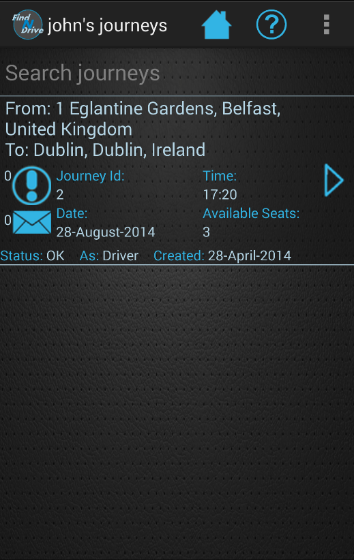 Find
N
Drive
john's journeys
Search journeys
From: 1 Eglantine Gardens, Belfast,
United Kingdom
To: Dublin, Dublin, Ireland
0
Journey Id: Time:
2 17:20
0
Date: Available Seats:
28-August-2014 3
Status: OK As: Driver Created: 28-April-2014